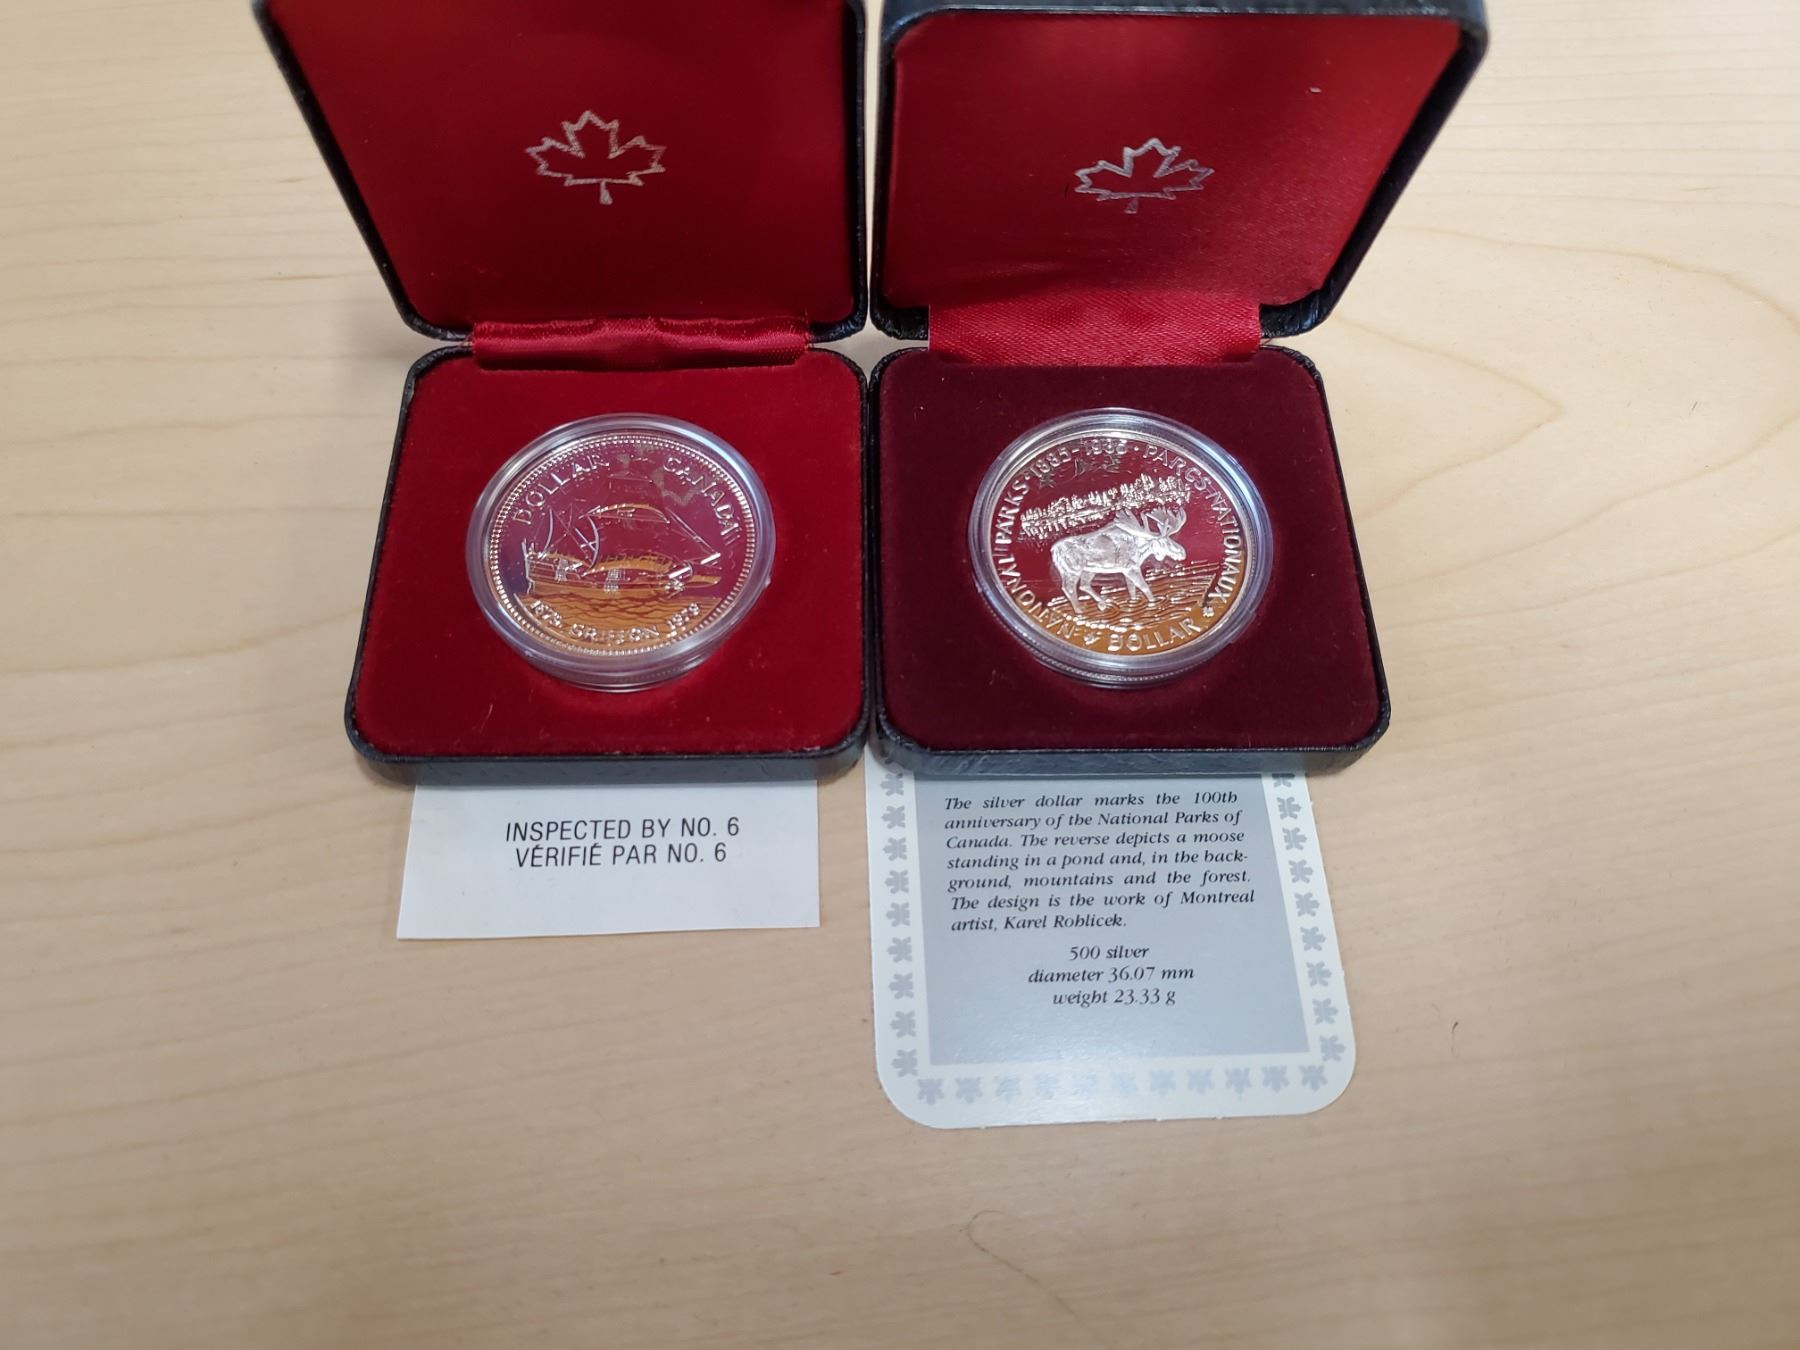 DOLLAR CANADA
1679 GRIFFON 1979
NATIONAL PARKS · 1885-1985 · PARCS NATIONAUX
DOLLAR
INSPECTED BY NO. 6
VÉRIFIÉ PAR NO. 6
The silver dollar marks the 100th
anniversary of the National Parks of
Canada. The reverse depicts a moose
standing in a pond and, in the back-
ground, mountains and the forest.
The design is the work of Montreal
artist, Karel Rohlicek.
500 silver
diameter 36.07 mm
weight 23.33 g